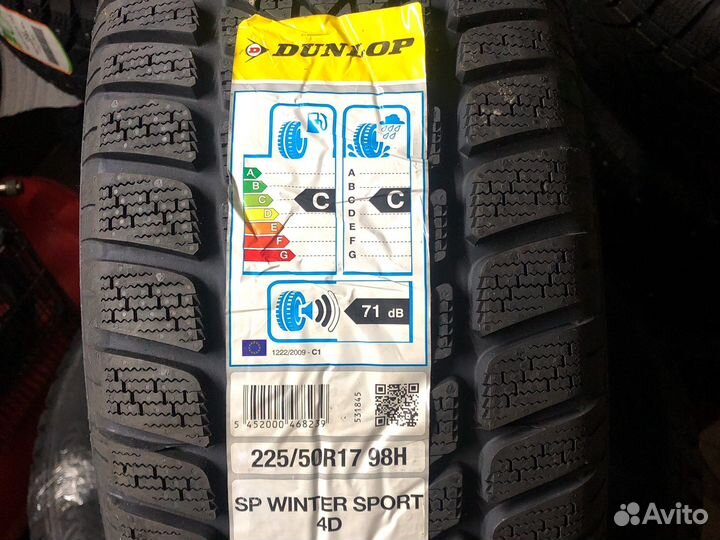 DUNLOP
A
B
C
D
E
F
G
C
A
B
C
D
E
F
G
C
71 dB
1222/2009 - C1
5 452000 468239
531845
225/50R17 98H
SP WINTER SPORT
4D
Avito